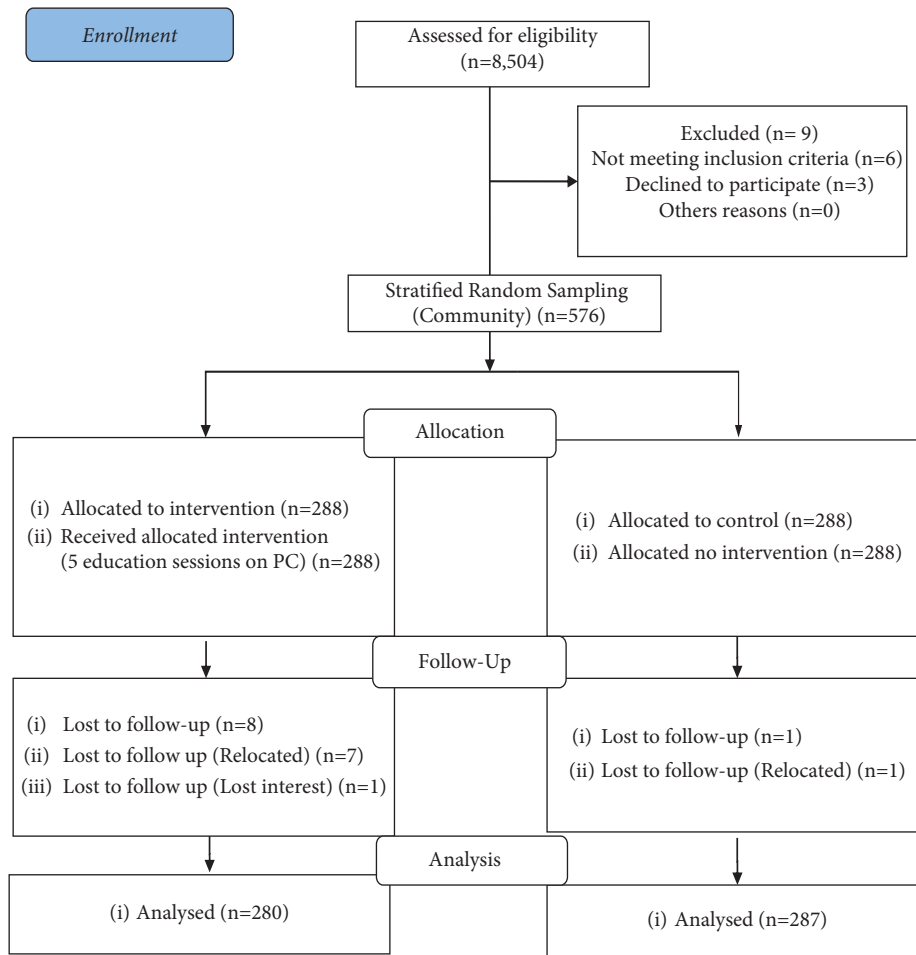 Enrollment
Assessed for eligibility
(n=8,504)
Excluded (n= 9)
Not meeting inclusion criteria (n=6)
Declined to participate (n=3)
Others reasons (n=0)
Stratified Random Sampling
(Community) (n=576)
Allocation
(i) Allocated to intervention (n=288)
(ii) Received allocated intervention
(5 education sessions on PC) (n=288)
(i) Allocated to control (n=288)
(ii) Allocated no intervention (n=288)
Follow-Up
(i) Lost to follow-up (n=8)
(ii) Lost to follow up (Relocated) (n=7)
(iii) Lost to follow up (Lost interest) (n=1)
(i) Lost to follow-up (n=1)
(ii) Lost to follow-up (Relocated) (n=1)
Analysis
(i) Analysed (n=280)
(i) Analysed (n=287)